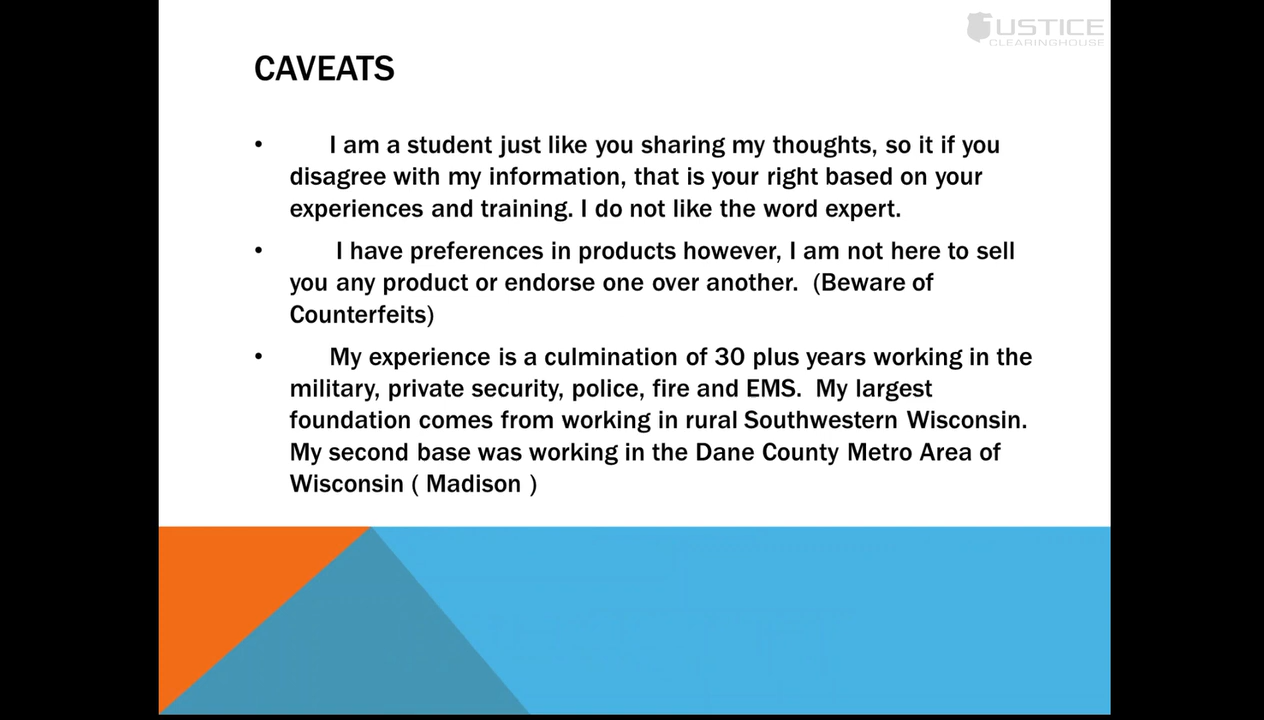 JUSTICE
CLEARINGHOUSE
CAVEATS
• I am a student just like you sharing my thoughts, so it if you
disagree with my information, that is your right based on your
experiences and training. I do not like the word expert.
• I have preferences in products however, I am not here to sell
you any product or endorse one over another. (Beware of
Counterfeits)
• My experience is a culmination of 30 plus years working in the
military, private security, police, fire and EMS. My largest
foundation comes from working in rural Southwestern Wisconsin.
My second base was working in the Dane County Metro Area of
Wisconsin ( Madison )